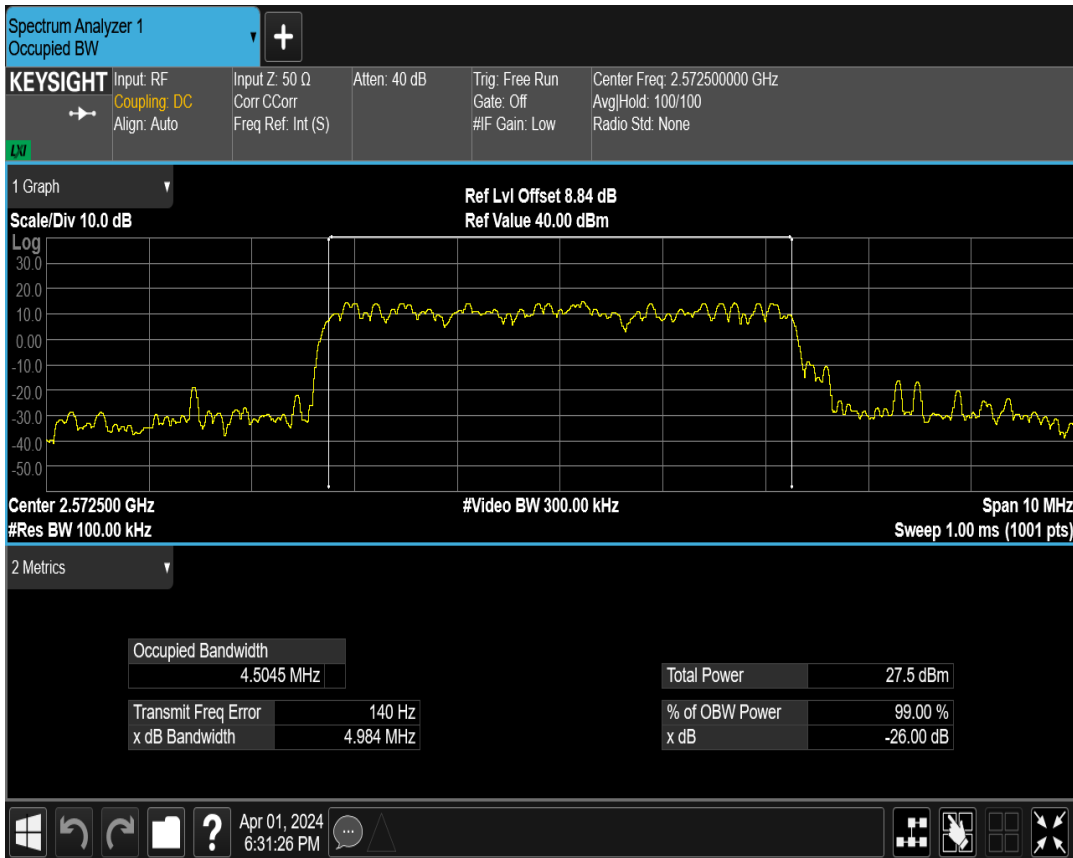 Spectrum Analyzer 1
Occupied BW
+
KEYSIGHT
LXI
Input: RF
Coupling: DC
Align: Auto
Input Z: 50 Ω
Corr CCorr
Freq Ref: Int (S)
Atten: 40 dB
Trig: Free Run
Gate: Off
#IF Gain: Low
Center Freq: 2.572500000 GHz
Avg|Hold: 100/100
Radio Std: None
1 Graph
Scale/Div 10.0 dB
Ref Lvl Offset 8.84 dB
Ref Value 40.00 dBm
Log
30.0
20.0
10.0
0.00
-10.0
-20.0
-30.0
-40.0
-50.0
Center 2.572500 GHz
#Res BW 100.00 kHz
#Video BW 300.00 kHz
Span 10 MHz
Sweep 1.00 ms (1001 pts)
2 Metrics
Occupied Bandwidth
4.5045 MHz
Transmit Freq Error 140 Hz
x dB Bandwidth 4.984 MHz
Total Power 27.5 dBm
% of OBW Power 99.00 %
x dB -26.00 dB
?
Apr 01, 2024
6:31:26 PM